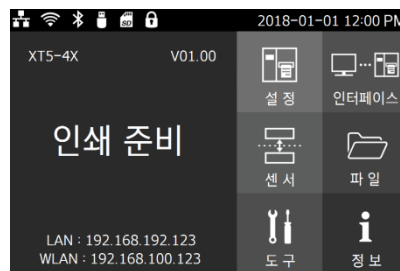 2018-01-01 12:00 PM
XT5-4X V01.00
인쇄 준비
LAN : 192.168.192.123
WLAN : 192.168.100.123
설 정
인터페이스
센 서
파 일
도 구
정 보